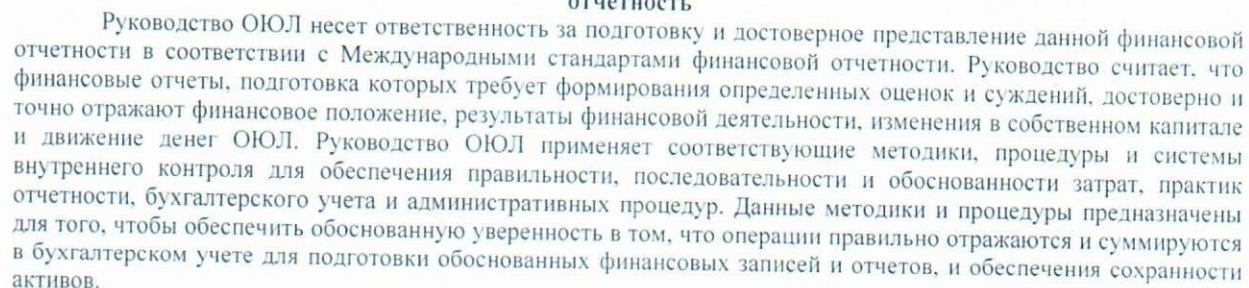 отчетность
Руководство ОЮЛ несет ответственность за подготовку и достоверное представление данной финансовой
отчетности в соответствии с Международными стандартами финансовой отчетности. Руководство считает, что
финансовые отчеты, подготовка которых требует формирования определенных оценок и суждений, достоверно и
точно отражают финансовое положение, результаты финансовой деятельности, изменения в собственном капитале
и движение денег ОЮЛ. Руководство ОЮЛ применяет соответствующие методики, процедуры и системы
внутреннего контроля для обеспечения правильности, последовательности и обоснованности затрат, практик
отчетности, бухгалтерского учета и административных процедур. Данные методики и процедуры предназначены
для того, чтобы обеспечить обоснованную уверенность в том, что операции правильно отражаются и суммируются
в бухгалтерском учете для подготовки обоснованных финансовых записей и отчетов, и обеспечения сохранности
активов.